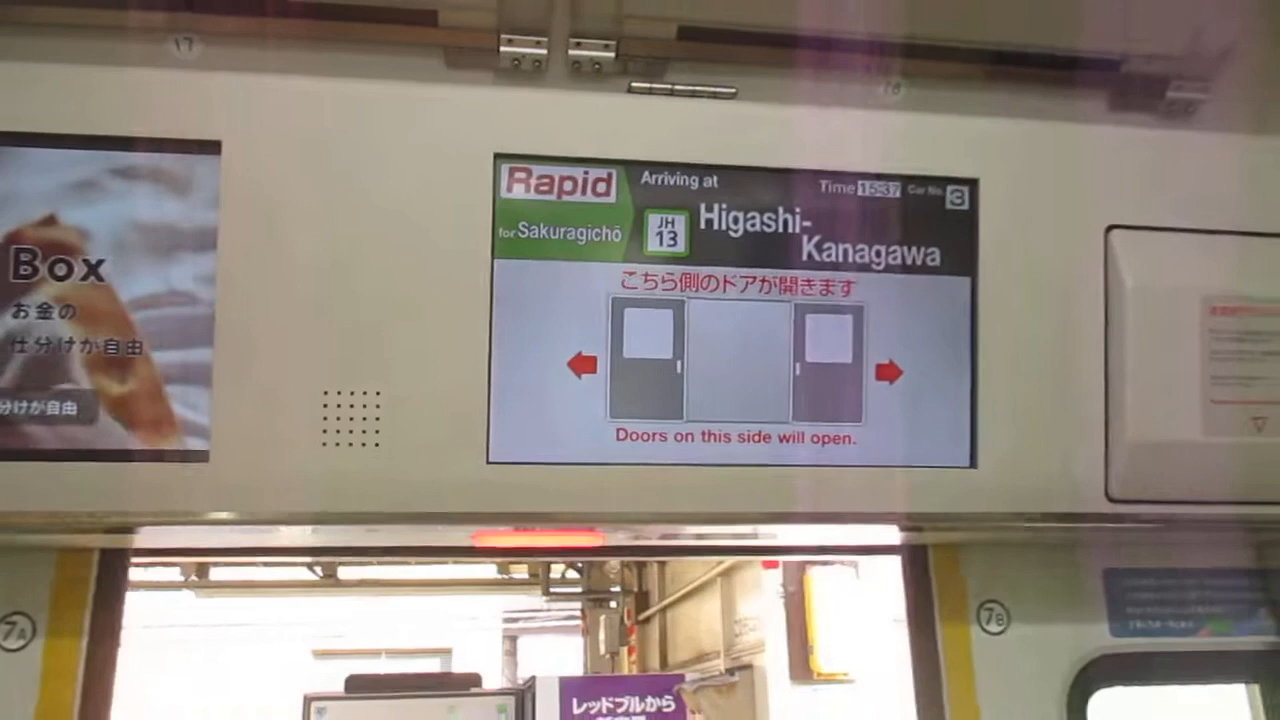 17
18
Box
お金の
仕分けが自由
分けが自由
Rapid
for Sakuragichō
Arriving at
Time 15:37 Car No. 3
JH
13
Higashi-
Kanagawa
こちら側のドアが開きます
Doors on this side will open.
7A
7B
レッドブルから